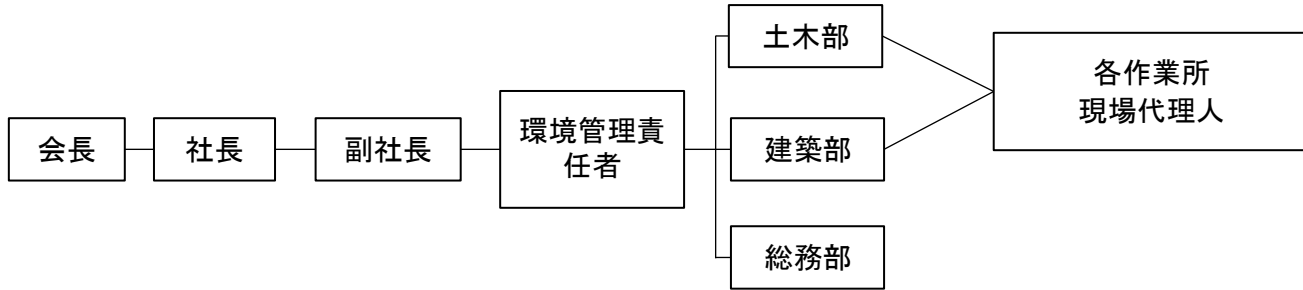 会長
社長
副社長
環境管理責
任者
土木部
建築部
総務部
各作業所
現場代理人